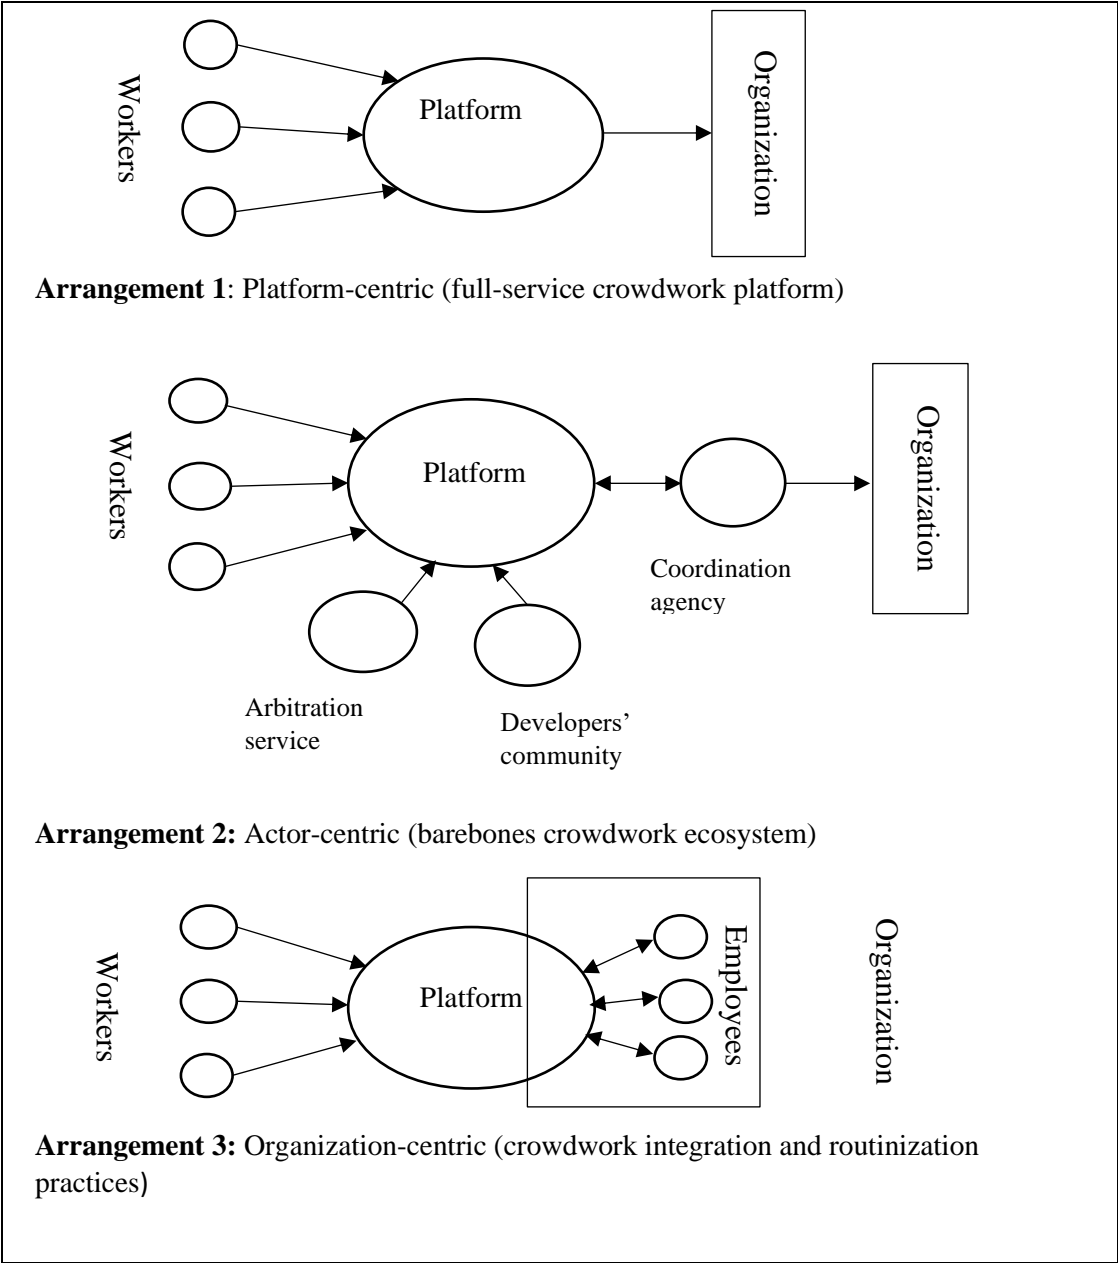 Workers
Platform
Organization
Arrangement 1: Platform-centric (full-service crowdwork platform)
Workers
Platform
Organization
Coordination
agency
Arbitration
service
Developers’
community
Arrangement 2: Actor-centric (barebones crowdwork ecosystem)
Workers
Platform
Employees
Organization
Arrangement 3: Organization-centric (crowdwork integration and routinization
practices)